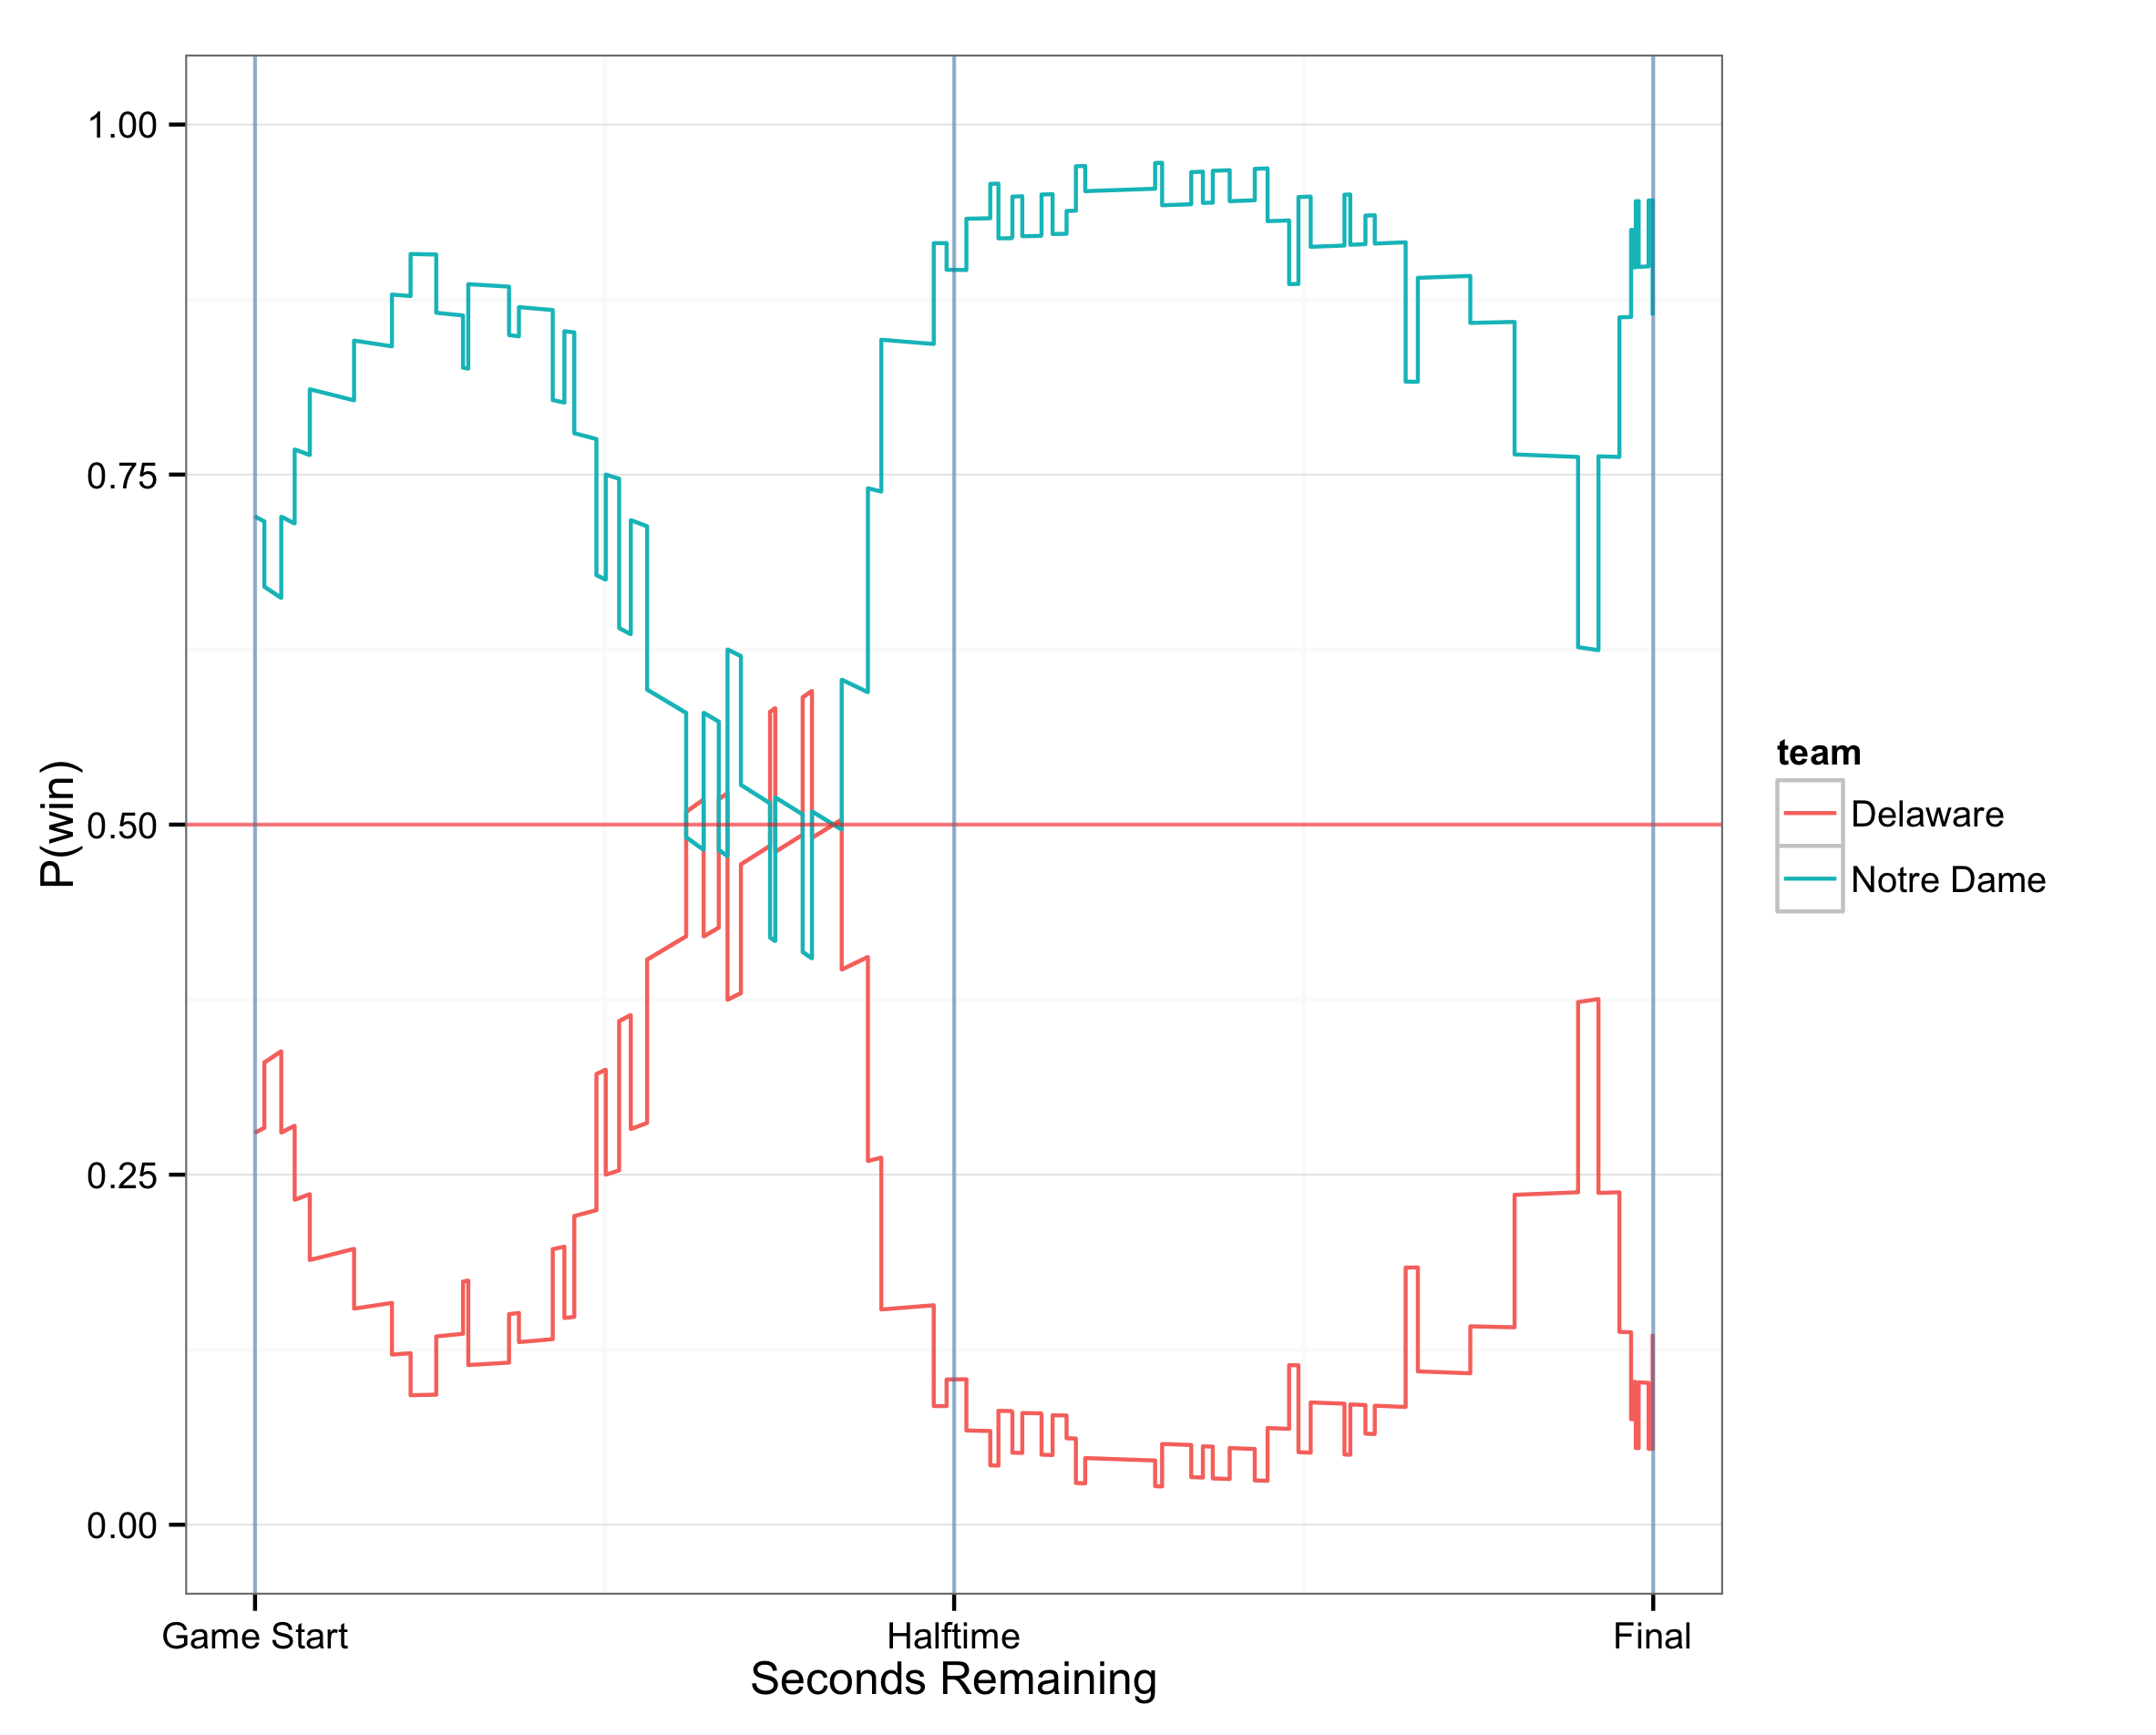 1.00
0.75
0.50
0.25
0.00
P(win)
Game Start
Halftime
Final
Seconds Remaining
team
Delaware
Notre Dame